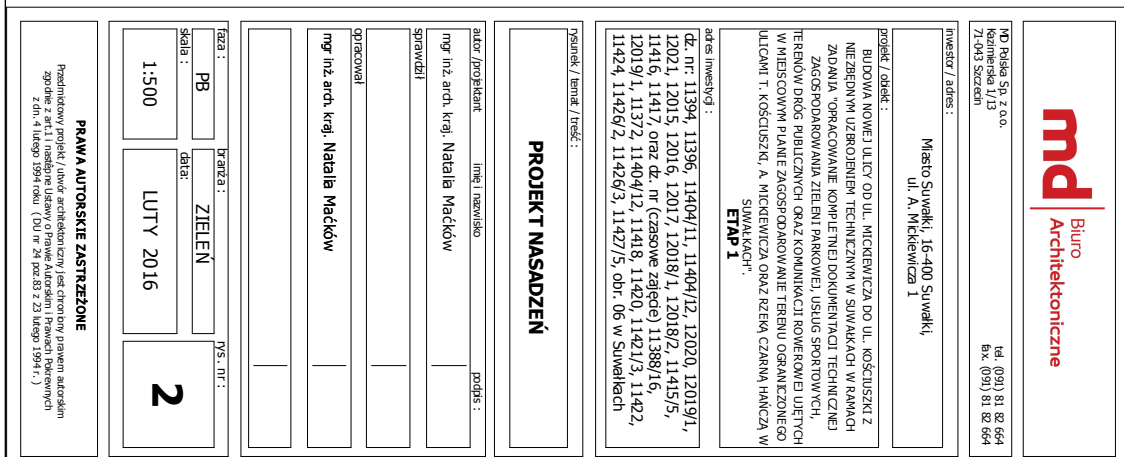 md
Biuro
Architektoniczne
MD Polska Sp. z o.o.
Kazimierska 1/13
71-043 Szczecin
tel. (091) 81 82 664
fax. (091) 81 82 664
inwestor / adres :
Miasto Suwałki, 16-400 Suwałki,
ul. A. Mickiewicza 1
projekt / obiekt :
BUDOWA NOWEJ ULICY OD UL. MICKIEWICZA DO UL. KOŚCIUSZKI Z
NIEZBĘDNYM UZBROJENIEM TECHNICZNYM W SUWAŁKACH W RAMACH
ZADANIA "OPRACOWANIE KOMPLETNEJ DOKUMENTACJI TECHNICZNEJ
ZAGOSPODAROWANIA ZIELENI PARKOWEJ, USŁUG SPORTOWYCH,
TERENÓW DRÓG PUBLICZNYCH ORAZ KOMUNIKACJI ROWEROWEJ UJĘTYCH
W MIEJSCOWYM PLANIE ZAGOSPODAROWANIE TERENU OGRANICZONEGO
ULICAMI T. KOŚCIUSZKI, A. MICKIEWICZA ORAZ RZEKĄ CZARNĄ HAŃCZĄ W
SUWAŁKACH".
ETAP 1
adres inwestycji :
dz. nr: 11394, 11396, 11404/11, 11404/12, 12020, 12019/1,
12021, 12015, 12016, 12017, 12018/1, 12018/2, 11415/5,
11416, 11417, oraz dz. nr (czasowe zajęcie) 11388/16,
12019/1, 11372, 11404/12, 11418, 11420, 11421/3, 11422,
11424, 11426/2, 11426/3, 11427/5, obr. 06 w Suwałkach
rysunek / temat / treść :
PROJEKT NASADZEŃ
autor /projektant imię i nazwisko podpis :
mgr inż. arch. kraj. Natalia Maćków
sprawdził
opracował
mgr inż. arch. kraj. Natalia Maćków
faza : branża : rys. nr :
PB ZIELEŃ 2
skala : data:
1:500 LUTY 2016
PRAWA AUTORSKIE ZASTRZEŻONE
Przedmiotowy projekt / utwór architektoniczny jest chroniony prawem autorskim
zgodnie z art.1 i następne Ustawy o Prawie Autorskim i Prawach Pokrewnych
z dn. 4 lutego 1994 roku ( DU nr 24 poz.83 z 23 lutego 1994 r. )